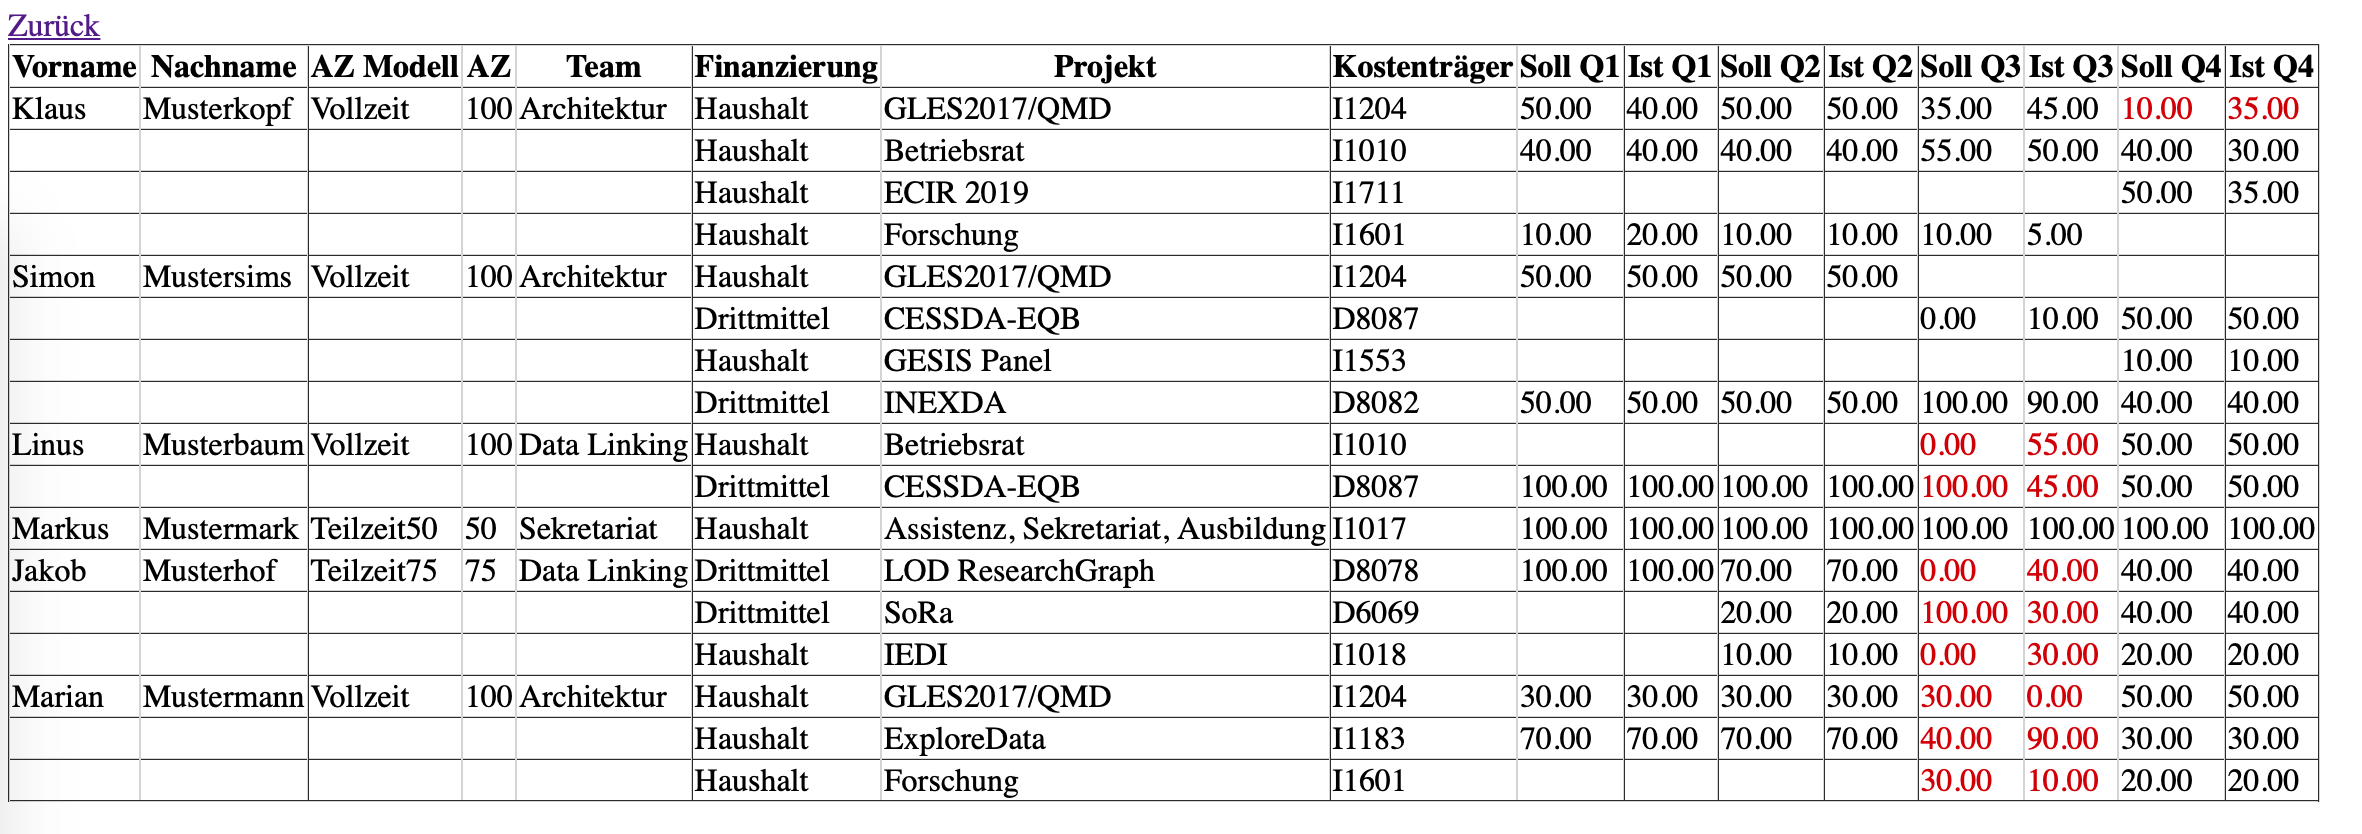 Zurück
Vorname Nachname AZ Modell AZ Team Finanzierung Projekt Kostenträger Soll Q1 Ist Q1 Soll Q2 Ist Q2 Soll Q3 Ist Q3 Soll Q4 Ist Q4
Klaus Musterkopf Vollzeit 100 Architektur Haushalt GLES2017/QMD I1204 50.00 40.00 50.00 50.00 35.00 45.00 10.00 35.00
Haushalt Betriebsrat I1010 40.00 40.00 40.00 40.00 55.00 50.00 40.00 30.00
Haushalt ECIR 2019 I1711 50.00 35.00
Haushalt Forschung I1601 10.00 20.00 10.00 10.00 10.00 5.00
Simon Mustersims Vollzeit 100 Architektur Haushalt GLES2017/QMD I1204 50.00 50.00 50.00 50.00
Drittmittel CESSDA-EQB D8087 0.00 10.00 50.00 50.00
Haushalt GESIS Panel I1553 10.00 10.00
Drittmittel INEXDA D8082 50.00 50.00 50.00 50.00 100.00 90.00 40.00 40.00
Linus Musterbaum Vollzeit 100 Data Linking Haushalt Betriebsrat I1010 0.00 55.00 50.00 50.00
Drittmittel CESSDA-EQB D8087 100.00 100.00 100.00 100.00 100.00 45.00 50.00 50.00
Markus Mustermark Teilzeit50 50 Sekretariat Haushalt Assistenz, Sekretariat, Ausbildung I1017 100.00 100.00 100.00 100.00 100.00 100.00 100.00 100.00
Jakob Musterhof Teilzeit75 75 Data Linking Drittmittel LOD ResearchGraph D8078 100.00 100.00 70.00 70.00 0.00 40.00 40.00 40.00
Drittmittel SoRa D6069 20.00 20.00 100.00 30.00 40.00 40.00
Haushalt IEDI I1018 10.00 10.00 0.00 30.00 20.00 20.00
Marian Mustermann Vollzeit 100 Architektur Haushalt GLES2017/QMD I1204 30.00 30.00 30.00 30.00 30.00 0.00 50.00 50.00
Haushalt ExploreData I1183 70.00 70.00 70.00 70.00 40.00 90.00 30.00 30.00
Haushalt Forschung I1601 30.00 10.00 20.00 20.00